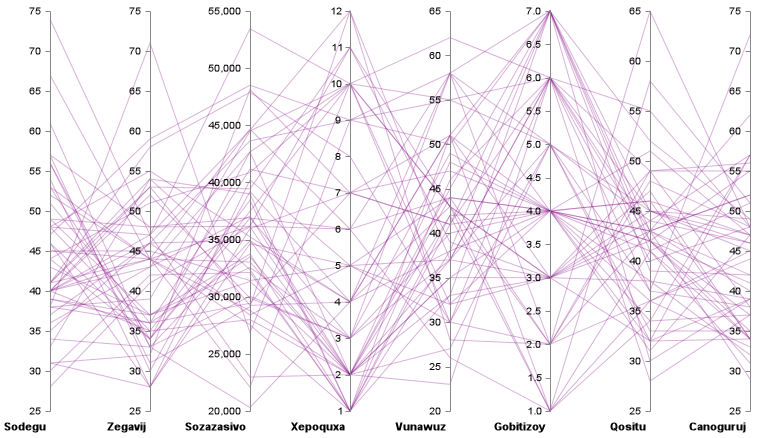 75 75 55,000 12 65 7.0 65 75
70 70 50,000 11 60 6.5 60 70
65 65 45,000 10 55 6.0 55 65
60 60 40,000 9 50 5.5 50 60
55 55 35,000 8 45 5.0 45 55
50 50 30,000 7 40 4.5 40 50
45 45 25,000 6 35 4.0 35 45
40 40 20,000 5 30 3.5 30 40
35 35 4 25 3.0 25 35
30 30 3 20 2.5 30
25 25 2 2.0 25
1 1.5
1.0
Sodegu Zegavij Sozazasivo Xepoquxa Vunawuz Gobitizoy Qositu Canoguruj